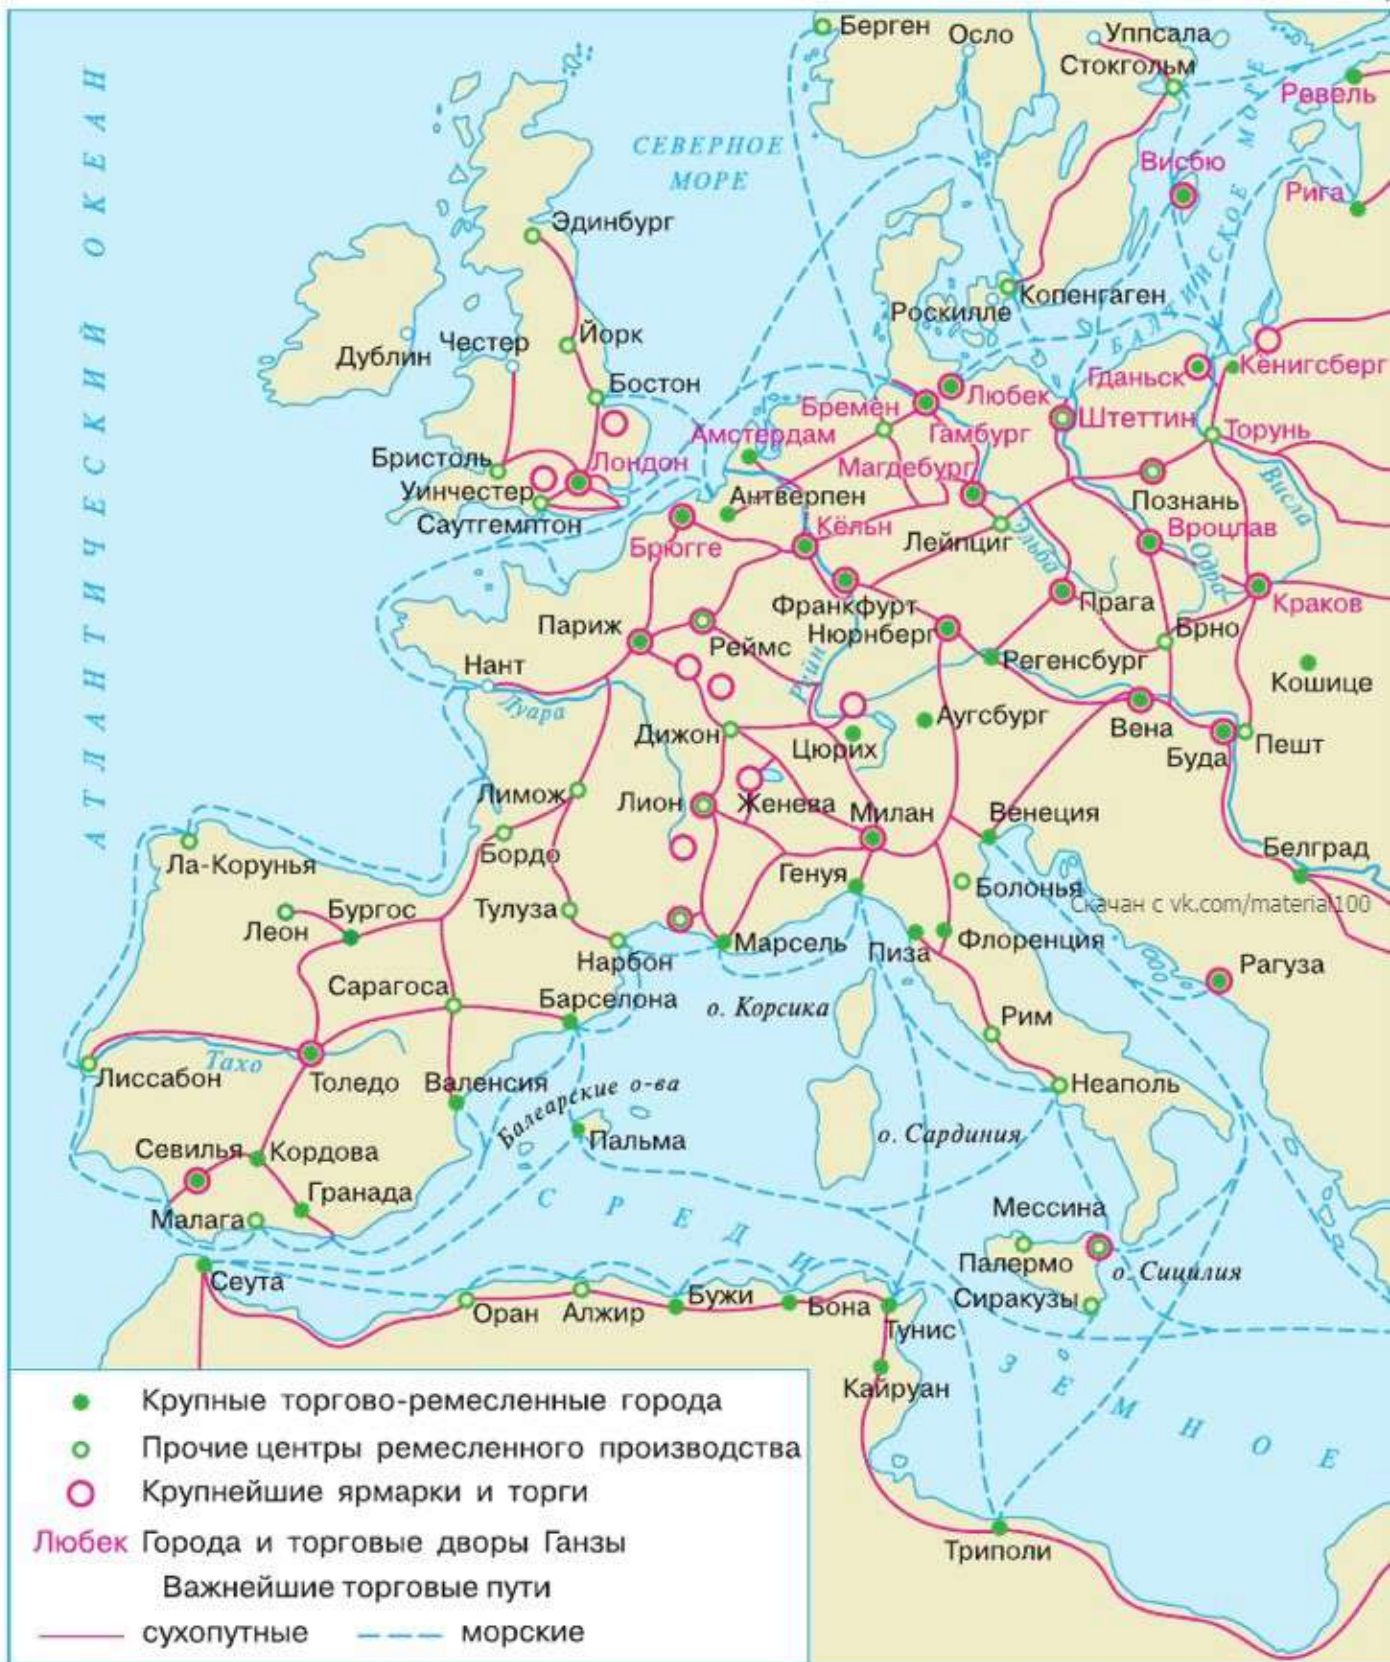 Берген
Осло
Уппсала
Стокгольм
Ревель
СЕВЕРНОЕ
МОРЕ
Висбю
Рига
АТЛАНТИЧЕСКИЙ ОКЕАН
БАЛТИЙСКОЕ МОРЕ
Эдинбург
Копенгаген
Роскилле
Дублин
Честер
Йорк
Бостон
Любек
Гданьск
Кёнигсберг
Бремен
Гамбург
Штеттин
Торунь
Амстердам
Магдебург
Бристоль
Лондон
Уинчестер
Саутгемптон
Антверпен
Познань
Висла
Брюгге
Кёльн
Лейпциг
Эльба
Вроцлав
Одра
Франкфурт
Прага
Краков
Париж
Реймс
Нюрнберг
Брно
Рейн
Регенсбург
Кошице
Нант
Луара
Дижон
Цюрих
Аугсбург
Вена
Буда
Пешт
Лимож
Лион
Женева
Милан
Венеция
Бордо
Белград
Ла-Корунья
Генуя
Болонья
Скачан с vk.com/material100
Бургос
Леон
Тулуза
Нарбон
Марсель
Пиза
Флоренция
Рагуза
Сарагоса
Барселона
о. Корсика
Рим
Тахо
Лиссабон
Толедо
Валенсия
Балеарские о-ва
Неаполь
Пальма
о. Сардиния
Севилья
Кордова
Гранада
Малага
Мессина
Палермо
о. Сицилия
Сиракузы
СРЕДИЗЕМНОЕ
Сеута
Оран
Алжир
Бужи
Бона
Тунис
Кайруан
Триполи
Крупные торгово-ремесленные города
Прочие центры ремесленного производства
Крупнейшие ярмарки и торги
Любек Города и торговые дворы Ганзы
Важнейшие торговые пути
сухопутные морские